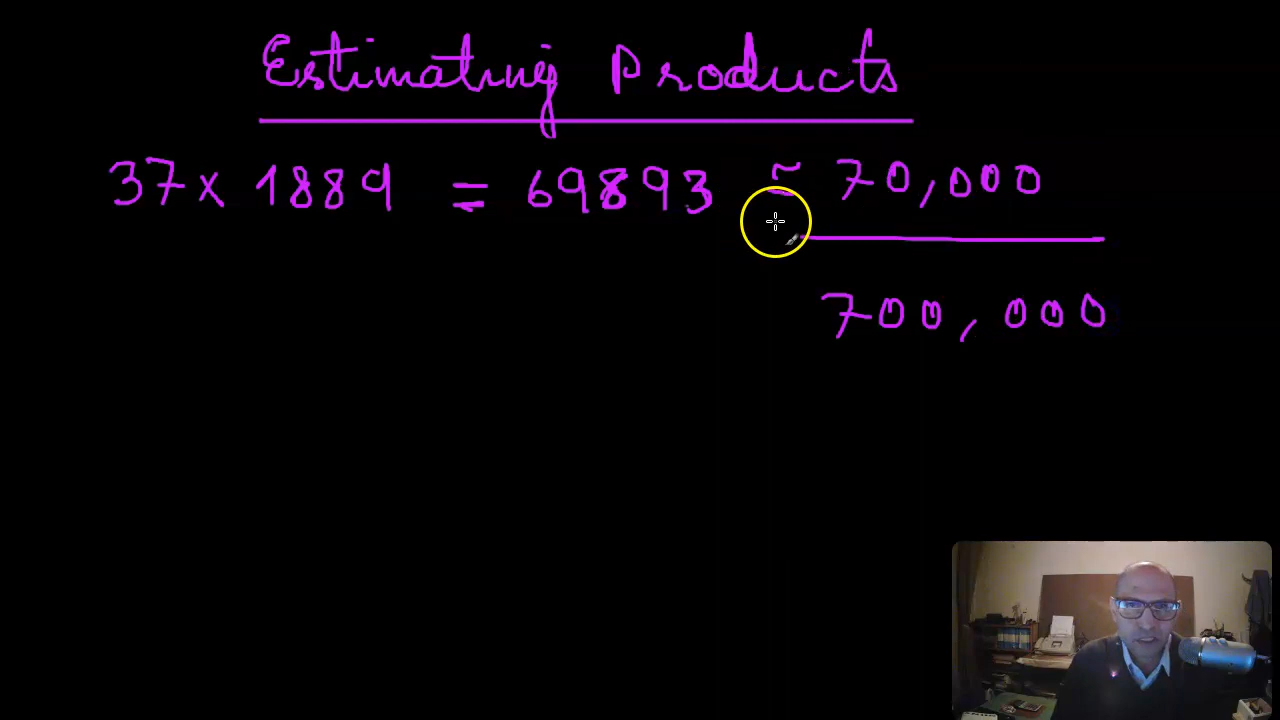 Estimating Products
37 x 1889 = 69893 ≈ 70,000
700,000